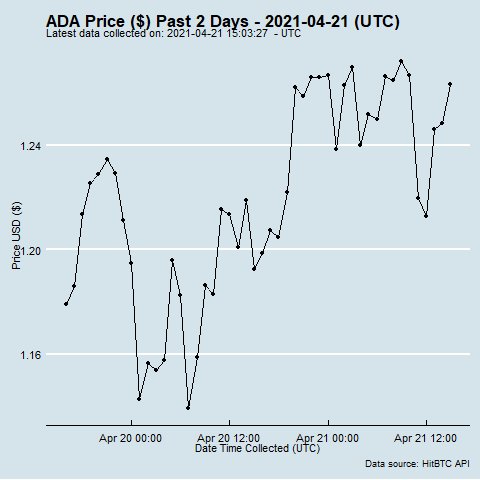 ADA Price ($) Past 2 Days - 2021-04-21 (UTC)
Latest data collected on: 2021-04-21 15:03:27 - UTC
1.24
1.20
1.16
Price USD ($)
Apr 20 00:00
Apr 20 12:00
Apr 21 00:00
Apr 21 12:00
Date Time Collected (UTC)
Data source: HitBTC API